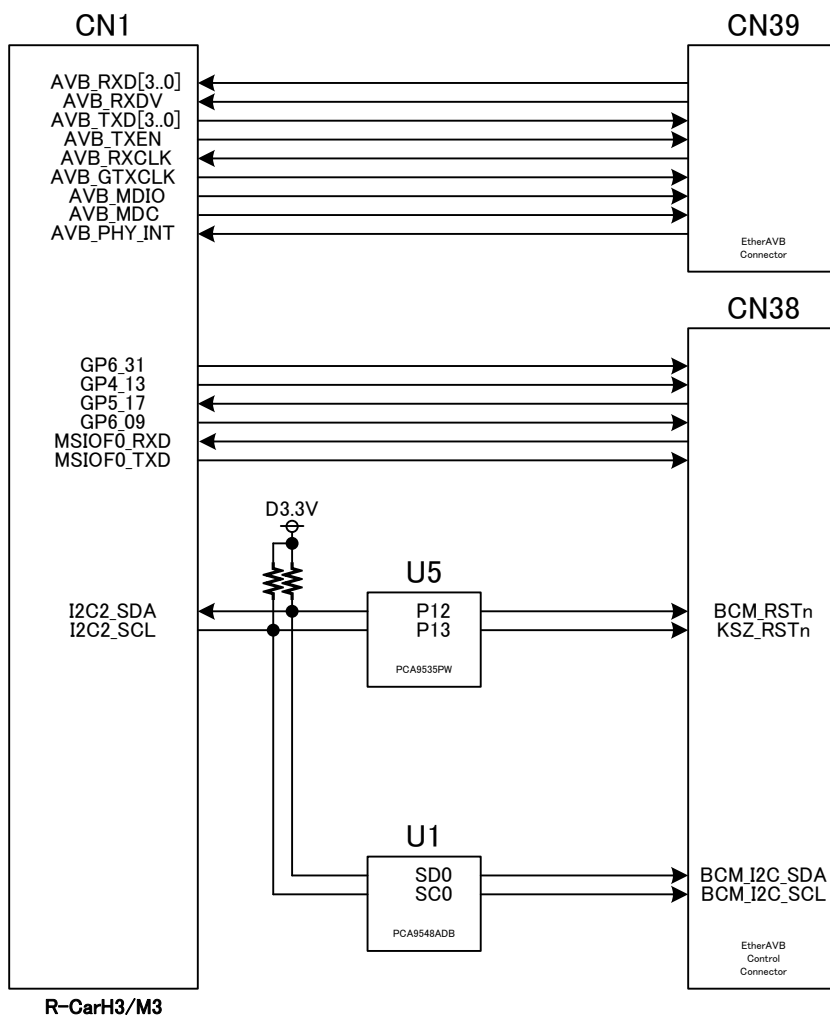 CN1
CN39
AVB_RXD[3..0]
AVB_RXDV
AVB_TXD[3..0]
AVB_TXEN
AVB_RXCLK
AVB_GTXCLK
AVB_MDIO
AVB_MDC
AVB_PHY_INT
EtherAVB
Connector
CN38
GP6_31
GP4_13
GP5_17
GP6_09
MSIOF0_RXD
MSIOF0_TXD
D3.3V
U5
I2C2_SDA
I2C2_SCL
P12
P13
PCA9535PW
BCM_RSTn
KSZ_RSTn
U1
SD0
SC0
PCA9548ADB
BCM_I2C_SDA
BCM_I2C_SCL
EtherAVB
Control
Connector
R-CarH3/M3